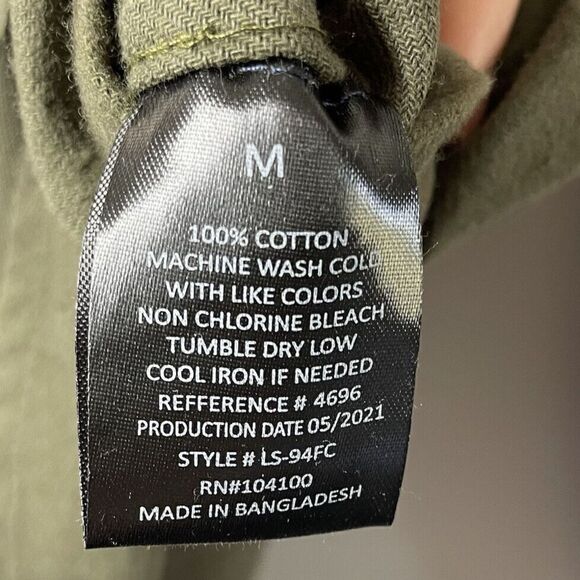 M
100% COTTON
MACHINE WASH COLD
WITH LIKE COLORS
NON CHLORINE BLEACH
TUMBLE DRY LOW
COOL IRON IF NEEDED
REFFERENCE # 4696
PRODUCTION DATE 05/2021
STYLE # LS-94FC
RN#104100
MADE IN BANGLADESH